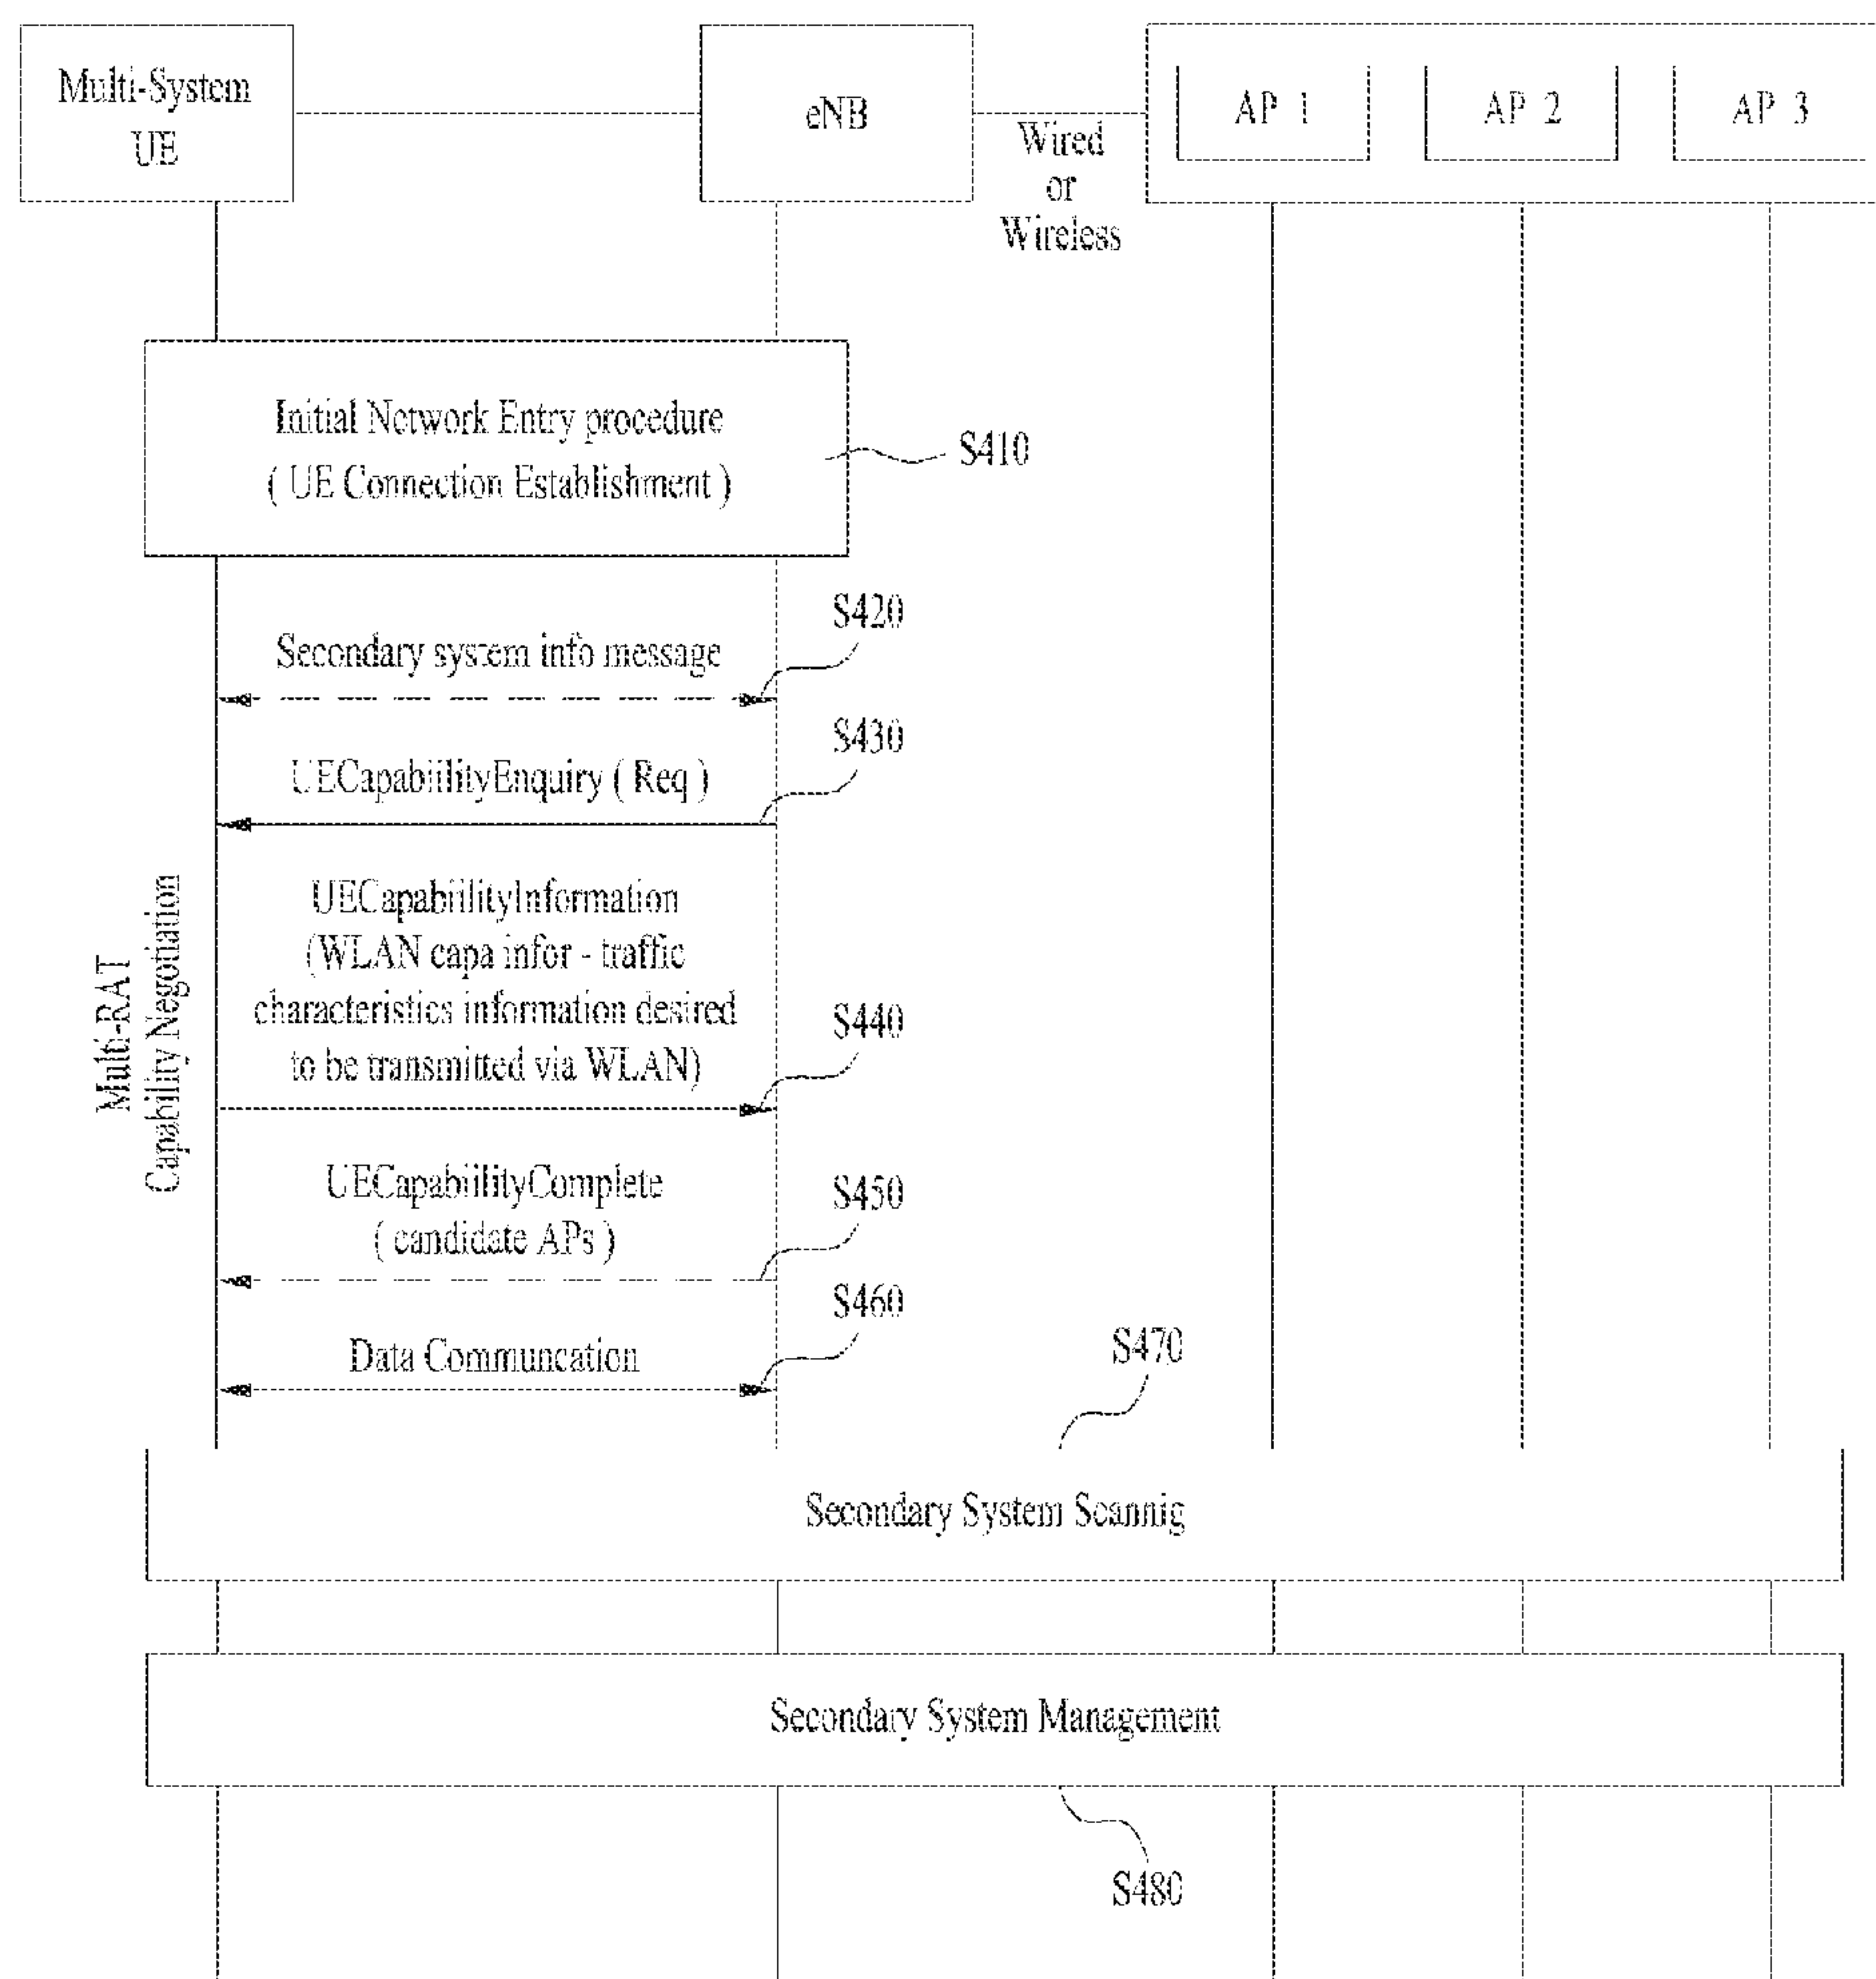 Multi-System
UE
eNB
Wired
or
Wireless
AP 1
AP 2
AP 3
Initial Network Entry procedure
( UE Connection Establishment )
S410
S420
Secondary system info message
S430
UECapabiilityEnquiry ( Req )
Multi-RAT
Capability Negotiation
UECapabiilityInformation
(WLAN capa infor - traffic
characteristics information desired
to be transmitted via WLAN)
S440
UECapabiilityComplete
( candidate APs )
S450
S460
Data Communcation
S470
Secondary System Scannig
Secondary System Management
S480